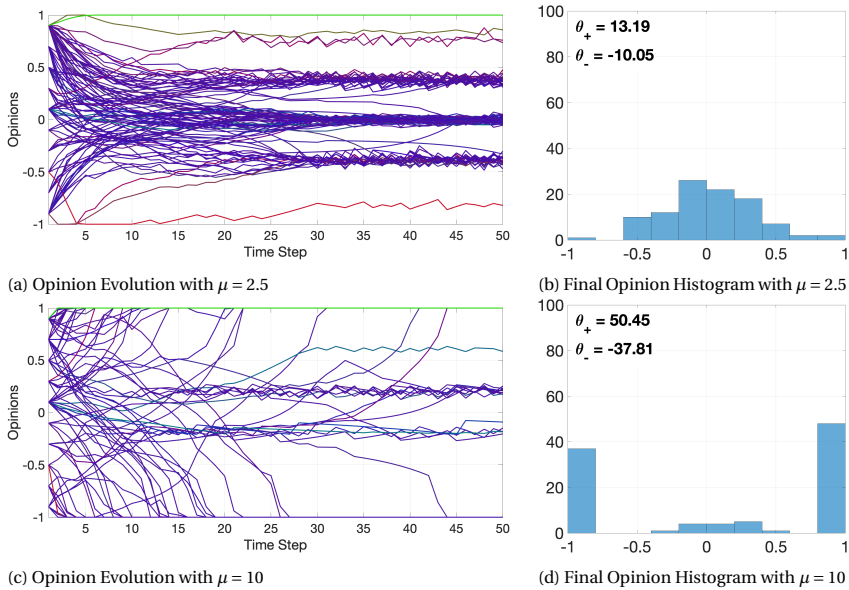 1
0.5
0
-0.5
-1
Opinions
5 10 15 20 25 30 35 40 45 50
Time Step
(a) Opinion Evolution with μ = 2.5
100
80
60
40
20
0
θ+ = 13.19
θ- = -10.05
-1 -0.5 0 0.5 1
(b) Final Opinion Histogram with μ = 2.5
1
0.5
0
-0.5
-1
Opinions
5 10 15 20 25 30 35 40 45 50
Time Step
(c) Opinion Evolution with μ = 10
100
80
60
40
20
0
θ+ = 50.45
θ- = -37.81
-1 -0.5 0 0.5 1
(d) Final Opinion Histogram with μ = 10